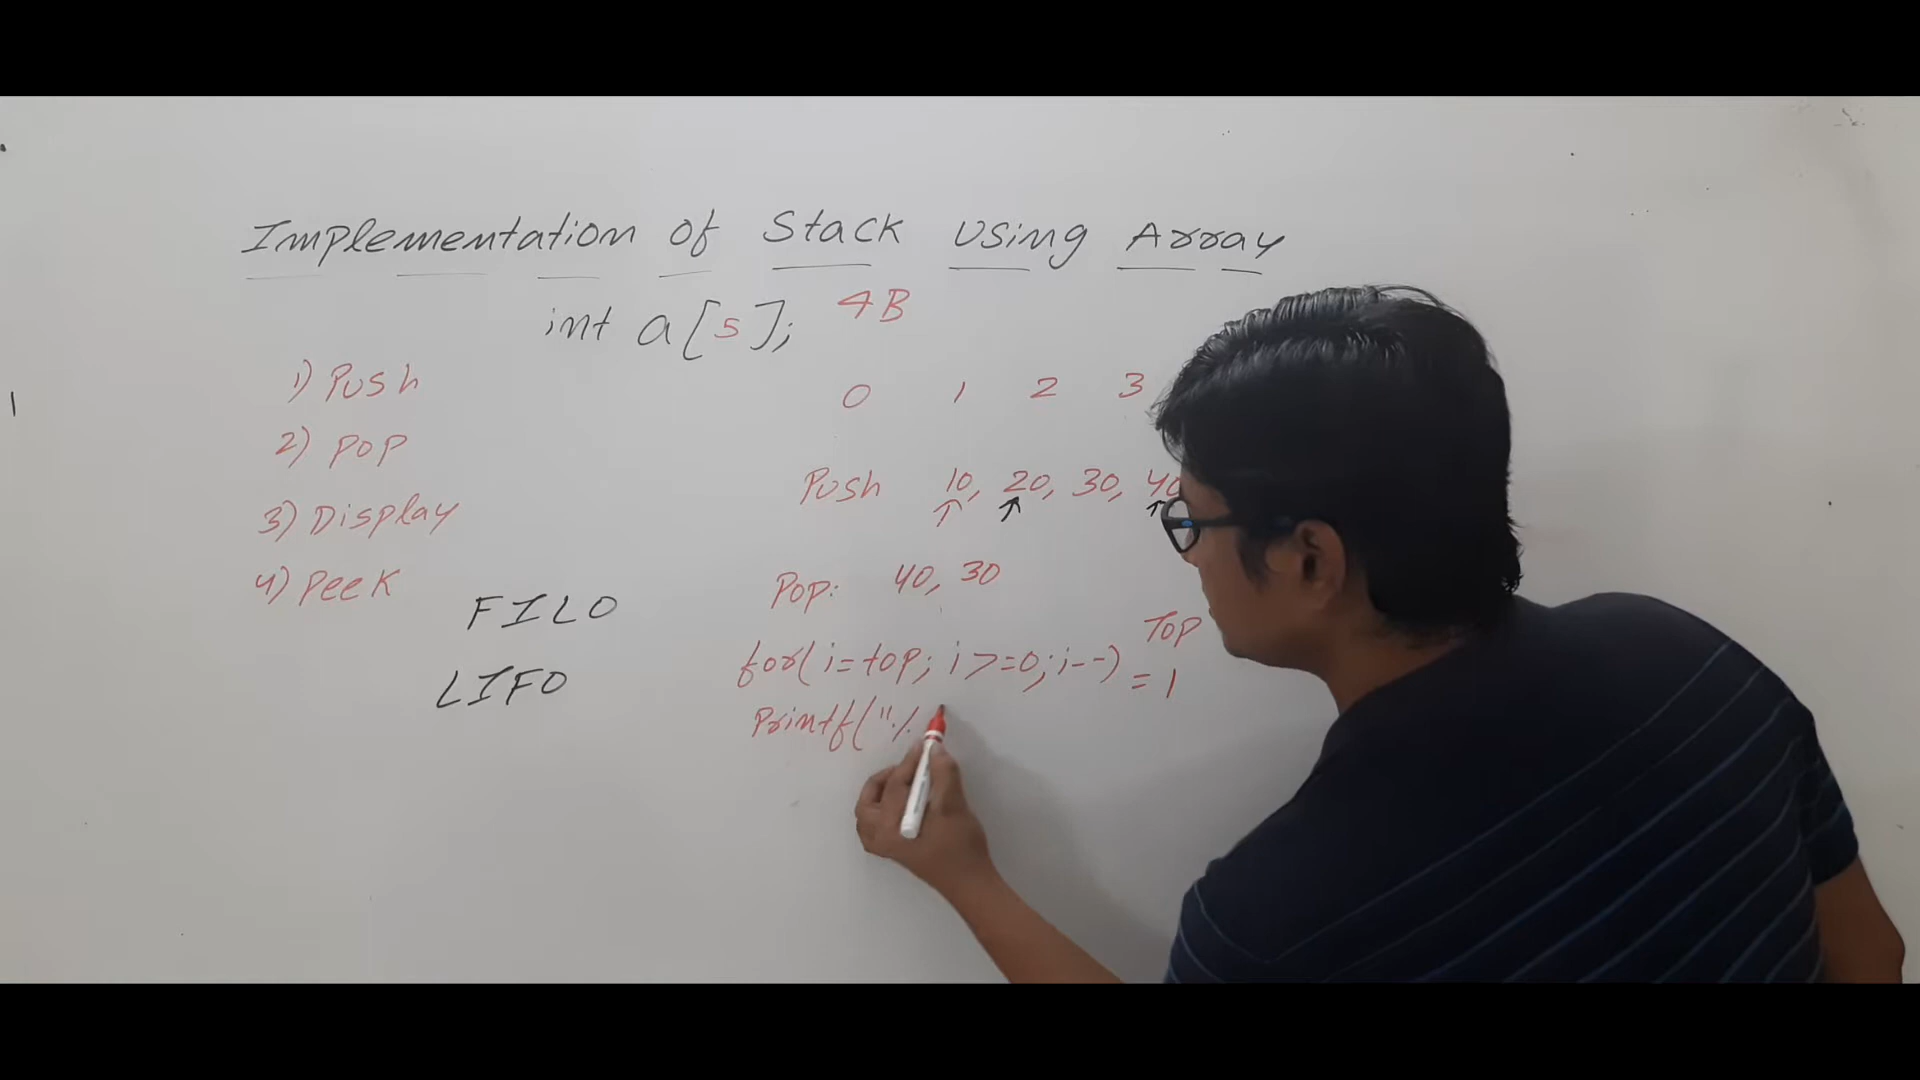 Implementation of Stack Using Array
int a[5]; 4B
1) Push
2) Pop
3) Display
4) Peek
FILO
LIFO
0 1 2 3
Push 10, 20, 30, 40
Pop: 40, 30
for(i=top; i>=0; i--)
Top
=1
Printf("%